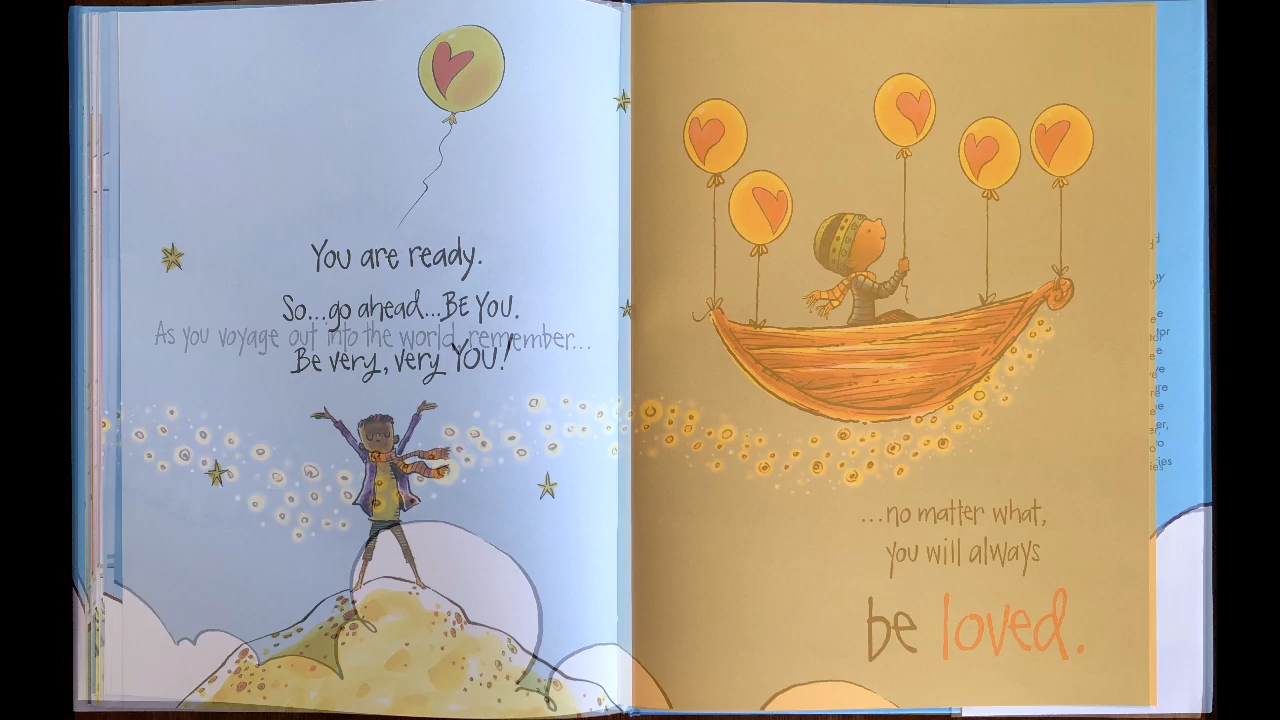 You are ready.
So...go ahead...BE YOU.
As you voyage out into the world, remember...
Be very, very YOU!
...no matter what,
you will always
be loved.